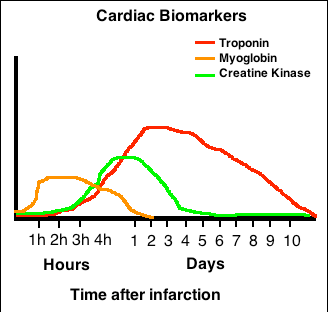 Cardiac Biomarkers
Troponin
Myoglobin
Creatine Kinase
1h 2h 3h 4h 1 2 3 4 5 6 7 8 9 10
Hours Days
Time after infarction